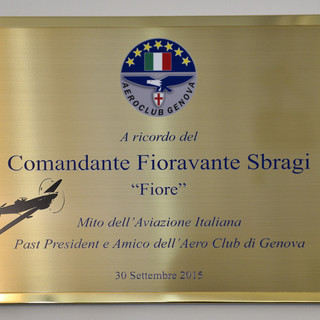 AEROCLUB GENOVA
A ricordo del
Comandante Fioravante Sbragi
"Fiore"
Mito dell'Aviazione Italiana
Past President e Amico dell'Aero Club di Genova
30 Settembre 2015